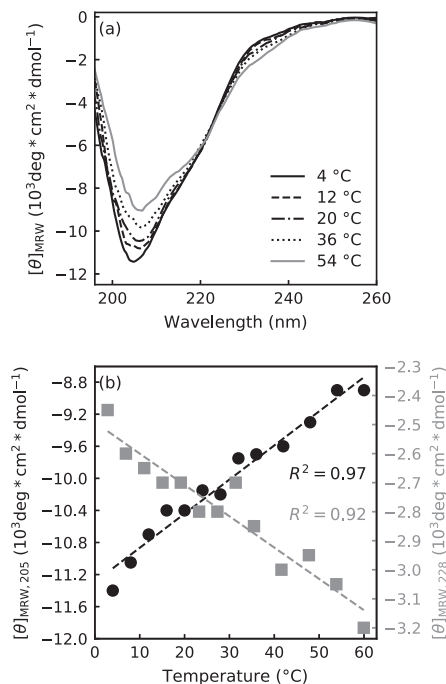 (a)
0
−2
−4
−6
−8
−10
−12
[θ]MRW (10³deg*cm²*dmol⁻¹)
4 °C
12 °C
20 °C
36 °C
54 °C
200 220 240 260
Wavelength (nm)
(b)
−8.8
−9.2
−9.6
−10.0
−10.4
−10.8
−11.2
−11.6
−12.0
[θ]MRW, 205 (10³deg*cm²*dmol⁻¹)
R² = 0.97
R² = 0.92
−2.3
−2.4
−2.5
−2.6
−2.7
−2.8
−2.9
−3.0
−3.1
−3.2
[θ]MRW, 228 (10³deg*cm²*dmol⁻¹)
0 10 20 30 40 50 60
Temperature (°C)